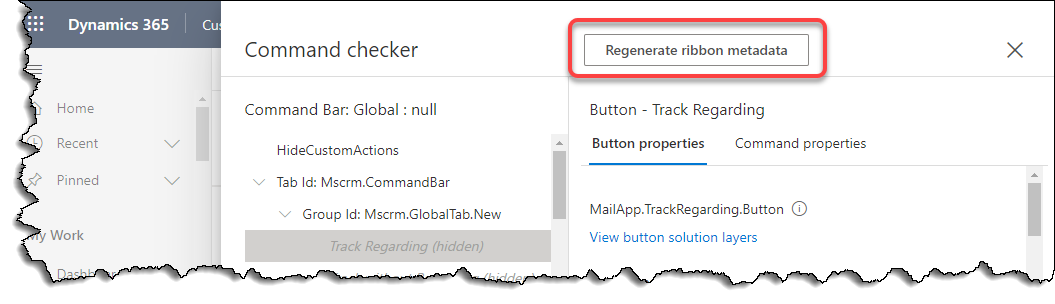 Dynamics 365
Cus
Command checker
Regenerate ribbon metadata
Home
Recent
Pinned
My Work
Command Bar: Global : null
HideCustomActions
Tab Id: Mscrm.CommandBar
Group Id: Mscrm.GlobalTab.New
Track Regarding (hidden)
(hidden)
Button - Track Regarding
Button properties
Command properties
MailApp.TrackRegarding.Button
View button solution layers